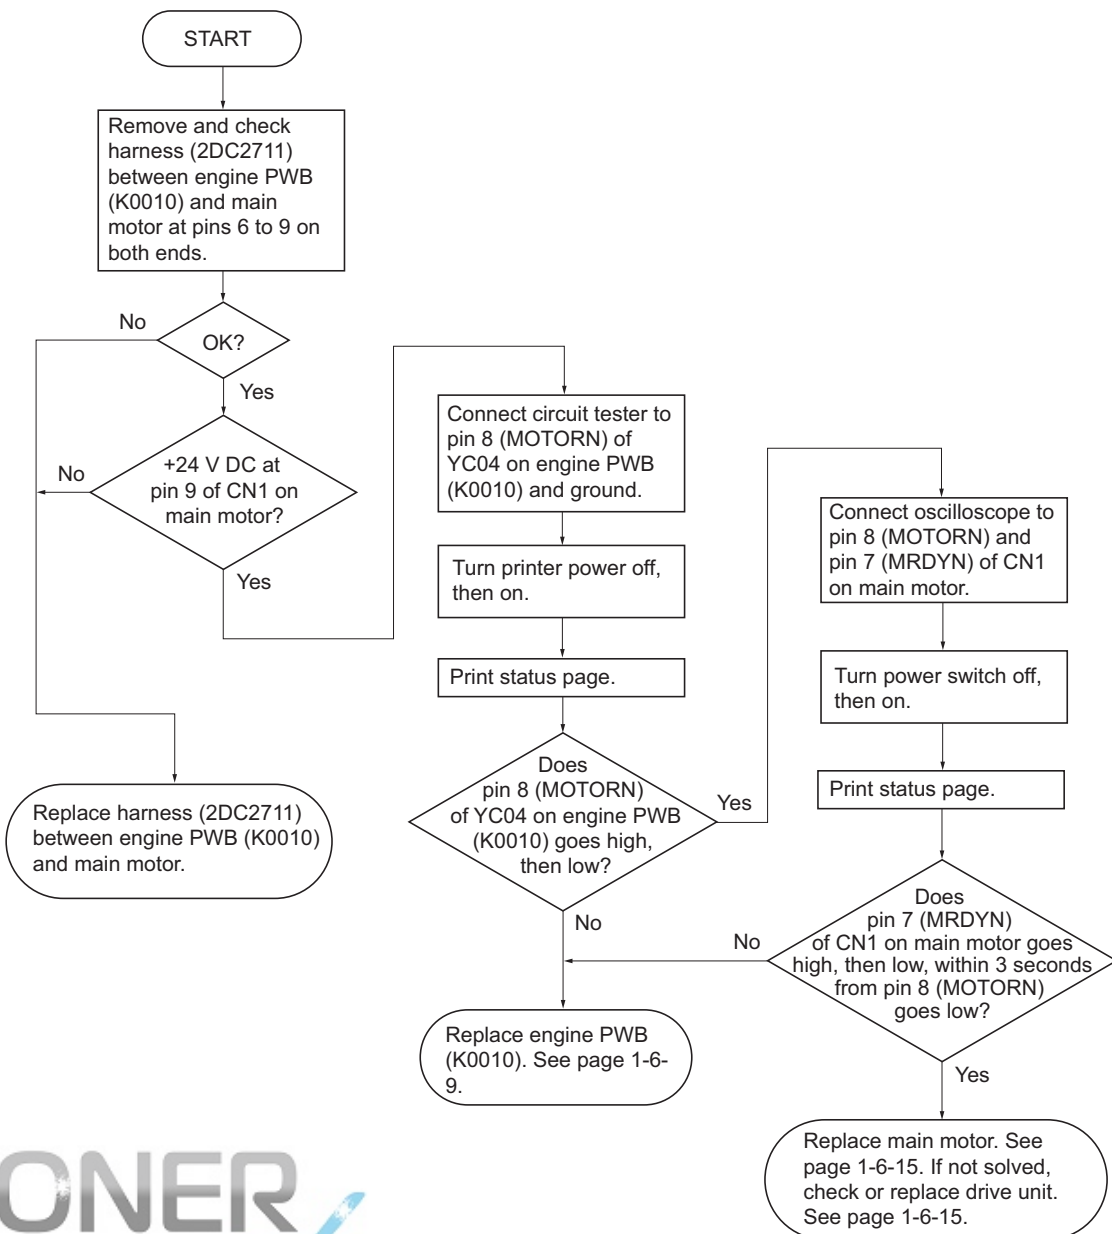 START
Remove and check
harness (2DC2711)
between engine PWB
(K0010) and main
motor at pins 6 to 9 on
both ends.
No
OK?
Yes
No
+24 V DC at
pin 9 of CN1 on
main motor?
Yes
Replace harness (2DC2711)
between engine PWB (K0010)
and main motor.
Connect circuit tester to
pin 8 (MOTORN) of
YC04 on engine PWB
(K0010) and ground.
Turn printer power off,
then on.
Print status page.
Does
pin 8 (MOTORN)
of YC04 on engine PWB
(K0010) goes high,
then low?
Yes
No
Replace engine PWB
(K0010). See page 1-6-
9.
Connect oscilloscope to
pin 8 (MOTORN) and
pin 7 (MRDYN) of CN1
on main motor.
Turn power switch off,
then on.
Print status page.
Does
pin 7 (MRDYN)
of CN1 on main motor goes
high, then low, within 3 seconds
from pin 8 (MOTORN)
goes low?
No
Yes
Replace main motor. See
page 1-6-15. If not solved,
check or replace drive unit.
See page 1-6-15.
ONER